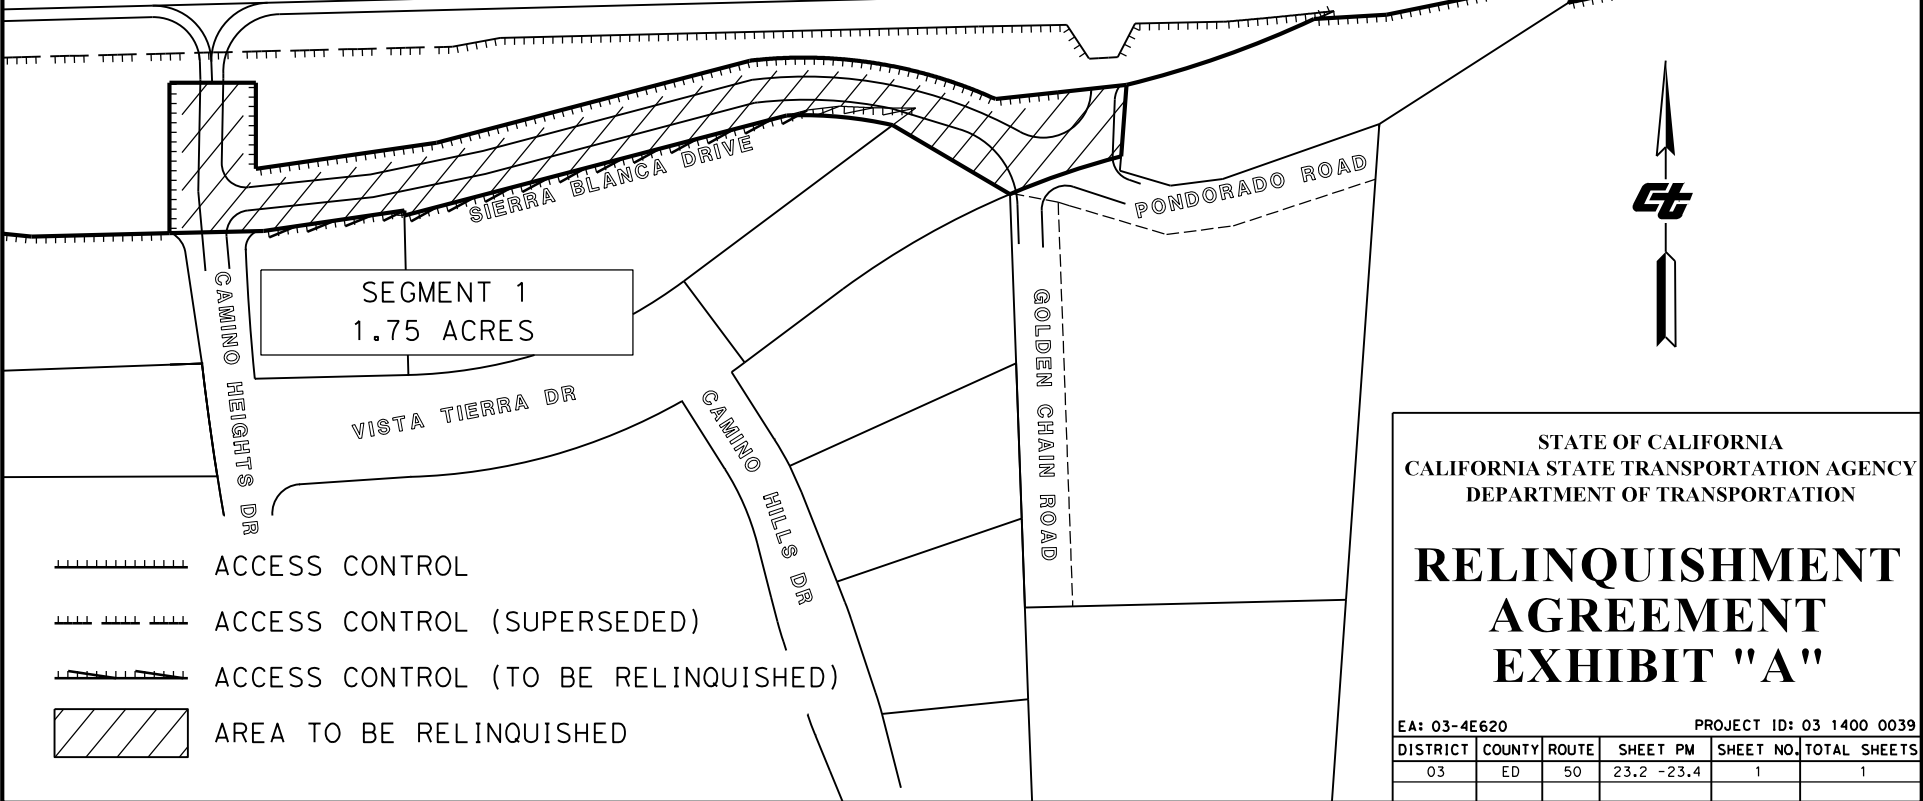 SIERRA BLANCA DRIVE
PONDORADO ROAD
SEGMENT 1
1.75 ACRES
CAMINO HEIGHTS DR
VISTA TIERRA DR
CAMINO HILLS DR
GOLDEN CHAIN ROAD
ACCESS CONTROL
ACCESS CONTROL (SUPERSEDED)
ACCESS CONTROL (TO BE RELINQUISHED)
AREA TO BE RELINQUISHED
Ct
STATE OF CALIFORNIA
CALIFORNIA STATE TRANSPORTATION AGENCY
DEPARTMENT OF TRANSPORTATION
RELINQUISHMENT
AGREEMENT
EXHIBIT "A"
EA: 03-4E620 PROJECT ID: 03 1400 0039
DISTRICT COUNTY ROUTE SHEET PM SHEET NO. TOTAL SHEETS
03 ED 50 23.2 -23.4 1 1